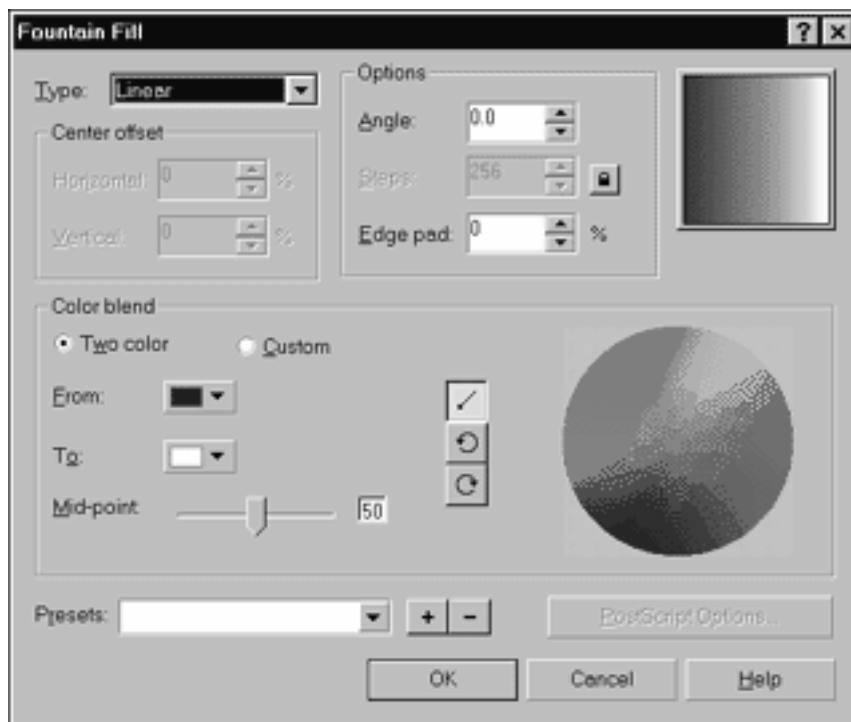 Fountain Fill
Type: Linear
Center offset
Horizontal: 0 %
Vertical: 0 %
Options
Angle: 0.0
Steps: 256
Edge pad: 0 %
Color blend
Two color
Custom
From:
To:
Mid-point 50
Presets:
+ −
PostScript Options...
OK
Cancel
Help